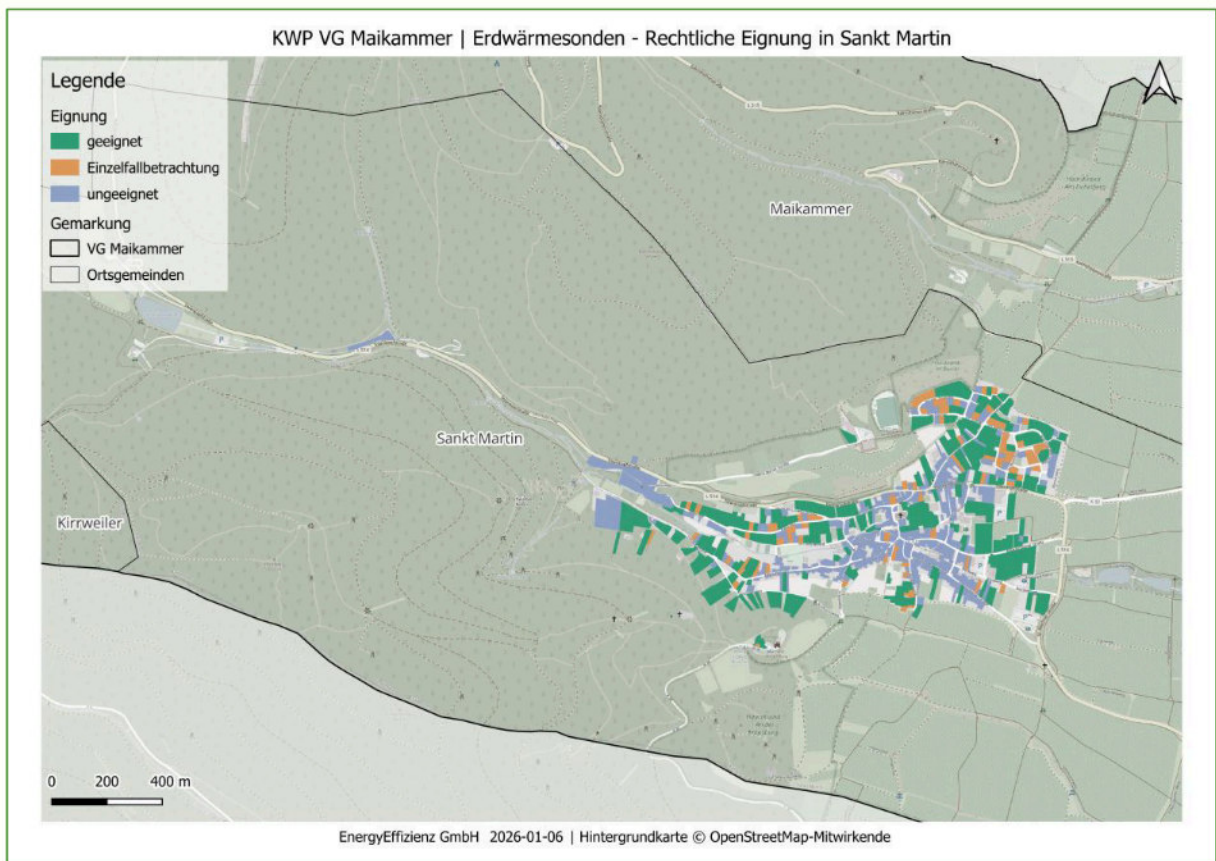 KWP VG Maikammer | Erdwärmesonden - Rechtliche Eignung in Sankt Martin
Legende
Eignung
geeignet
Einzelfallbetrachtung
ungeeignet
Gemarkung
VG Maikammer
Ortsgemeinden
Maikammer
Sankt Martin
Kirrweiler
P
P
P
0 200 400 m
EnergyEffizienz GmbH 2026-01-06 | Hintergrundkarte © OpenStreetMap-Mitwirkende